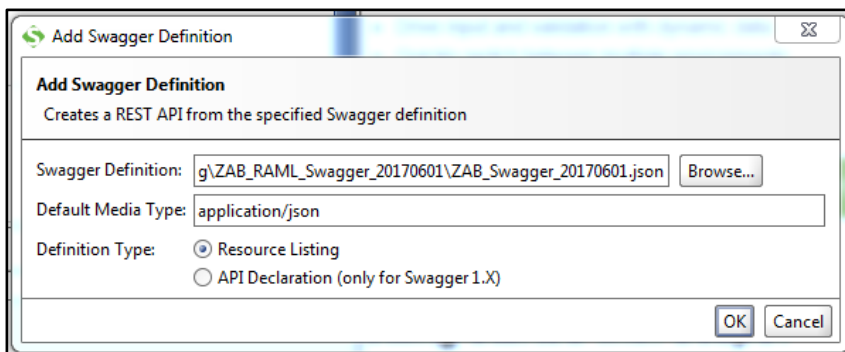 Add Swagger Definition
Add Swagger Definition
Creates a REST API from the specified Swagger definition
Swagger Definition: g\ZAB_RAML_Swagger_20170601\ZAB_Swagger_20170601.json Browse...
Default Media Type: application/json
Definition Type: Resource Listing
API Declaration (only for Swagger 1.X)
OK Cancel